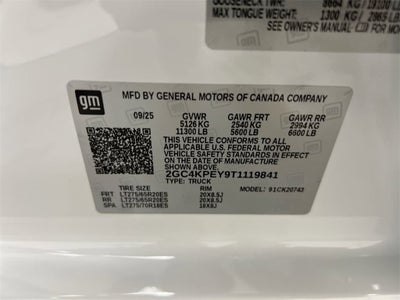 GOOSENECK TWR: 8664 KG/19100 LB
MAX TONGUE WEIGHT: 1300 KG/ 2865 LB
SEE OWNER'S MANUAL FOR MO
gm
MFD BY GENERAL MOTORS OF CANADA COMPANY
09/25 GVWR GAWR FRT GAWR RR
5126 KG 2540 KG 2994 KG
11300 LB 5600 LB 6600 LB
THIS VEHICLE CONFORMS TO ALL APPLICABLE
U.S. FEDERAL MOTOR VEHICLE SAFETY
STANDARDS IN EFFECT ON THE
DATE OF MANUFACTURE SHOWN ABOVE.
2GC4KPEY9T1119841
TYPE: TRUCK 91CK20743
TIRE SIZE RIM
FRT LT275/65R20ES 20X8.5J
RR LT275/65R20ES 20X8.5J
SPA LT275/70R18ES 18X8J